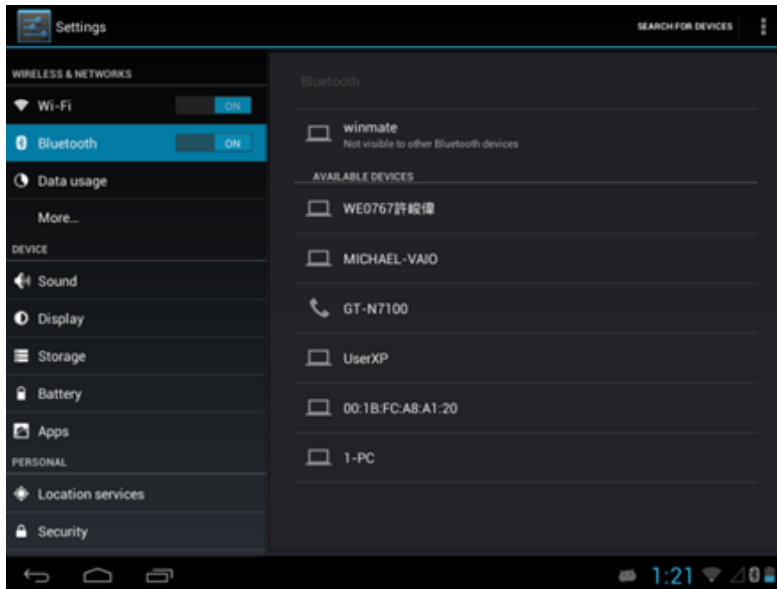 Settings
SEARCH FOR DEVICES
WIRELESS & NETWORKS
Wi-Fi ON
Bluetooth ON
Data usage
More...
DEVICE
Sound
Display
Storage
Battery
Apps
PERSONAL
Location services
Security
Bluetooth
winmate
Not visible to other Bluetooth devices
AVAILABLE DEVICES
WE0767許峻偉
MICHAEL-VAIO
GT-N7100
UserXP
00:1B:FC:A8:A1:20
1-PC
1:21